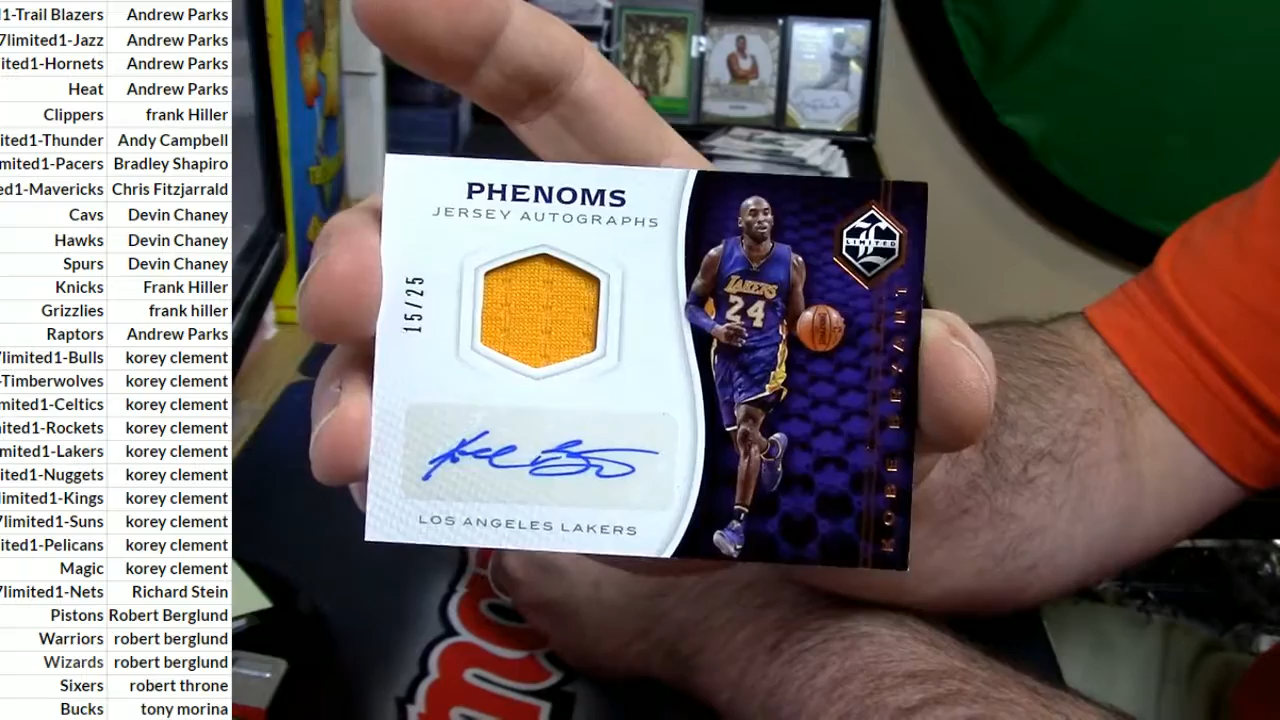 1-Trail Blazers Andrew Parks
7limited1-Jazz Andrew Parks
ited1-Hornets Andrew Parks
Heat Andrew Parks
Clippers frank Hiller
ited1-Thunder Andy Campbell
mited1-Pacers Bradley Shapiro
ed1-Mavericks Chris Fitzjarrald
Cavs Devin Chaney
Hawks Devin Chaney
Spurs Devin Chaney
Knicks Frank Hiller
Grizzlies frank hiller
Raptors Andrew Parks
7limited1-Bulls korey clement
-Timberwolves korey clement
mited1-Celtics korey clement
ited1-Rockets korey clement
limited1-Lakers korey clement
ited1-Nuggets korey clement
limited1-Kings korey clement
7limited1-Suns korey clement
ited1-Pelicans korey clement
Magic korey clement
7limited1-Nets Richard Stein
Pistons Robert Berglund
Warriors robert berglund
Wizards robert berglund
Sixers robert throne
Bucks tony morina
PHENOMS
JERSEY AUTOGRAPHS
15/25
LOS ANGELES LAKERS
LIMITED
LAKERS
24
KOBE BRYANT